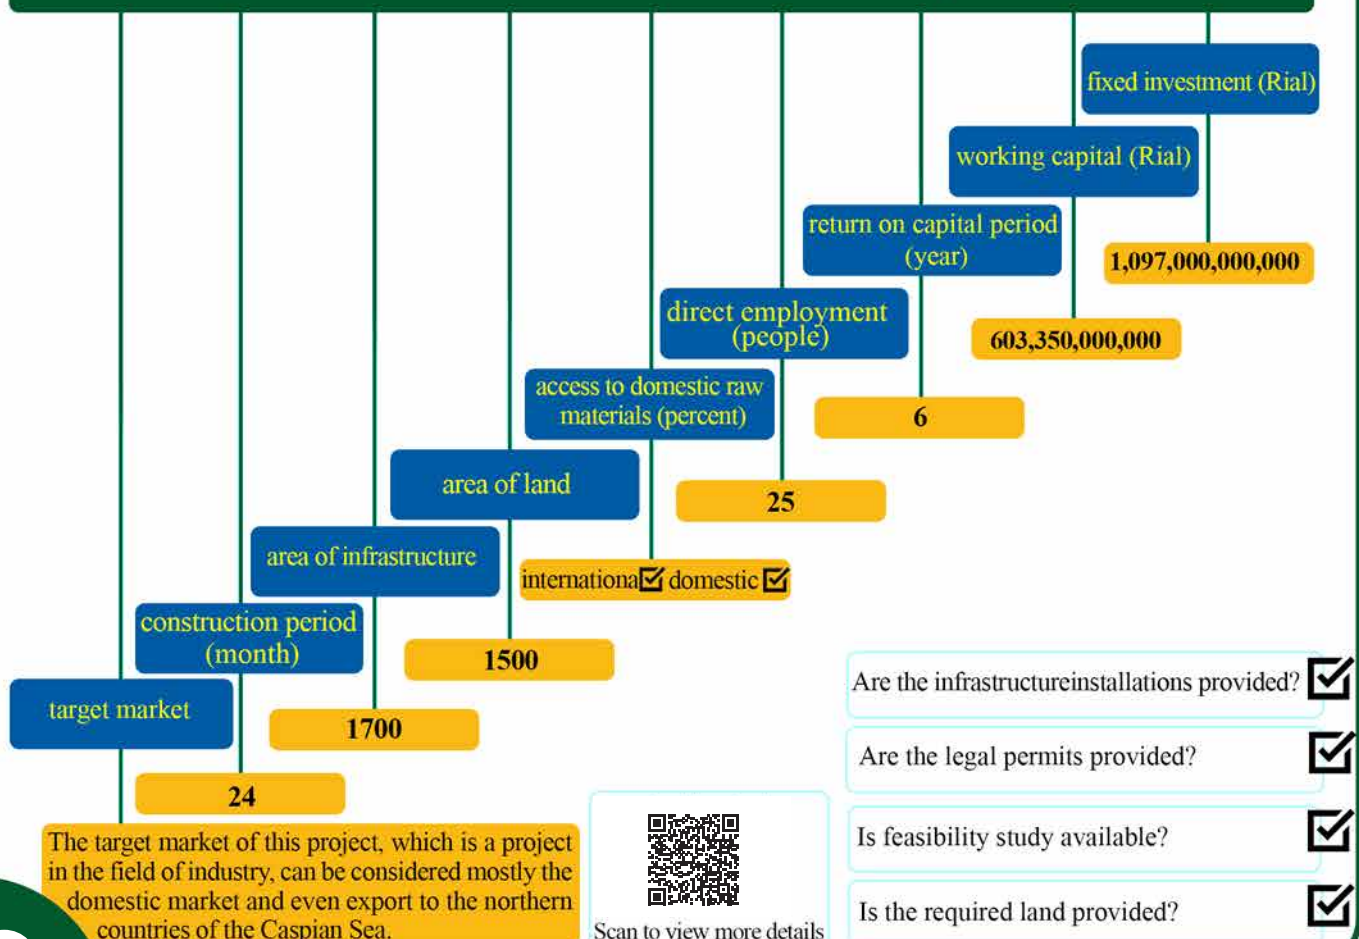 fixed investment (Rial)
1,097,000,000,000
working capital (Rial)
603,350,000,000
return on capital period
(year)
6
direct employment
(people)
25
access to domestic raw
materials (percent)
internationa domestic
area of land
1500
area of infrastructure
1700
construction period
(month)
24
target market
The target market of this project, which is a project
in the field of industry, can be considered mostly the
domestic market and even export to the northern
countries of the Caspian Sea.
Scan to view more details
Are the infrastructureinstallations provided?
Are the legal permits provided?
Is feasibility study available?
Is the required land provided?